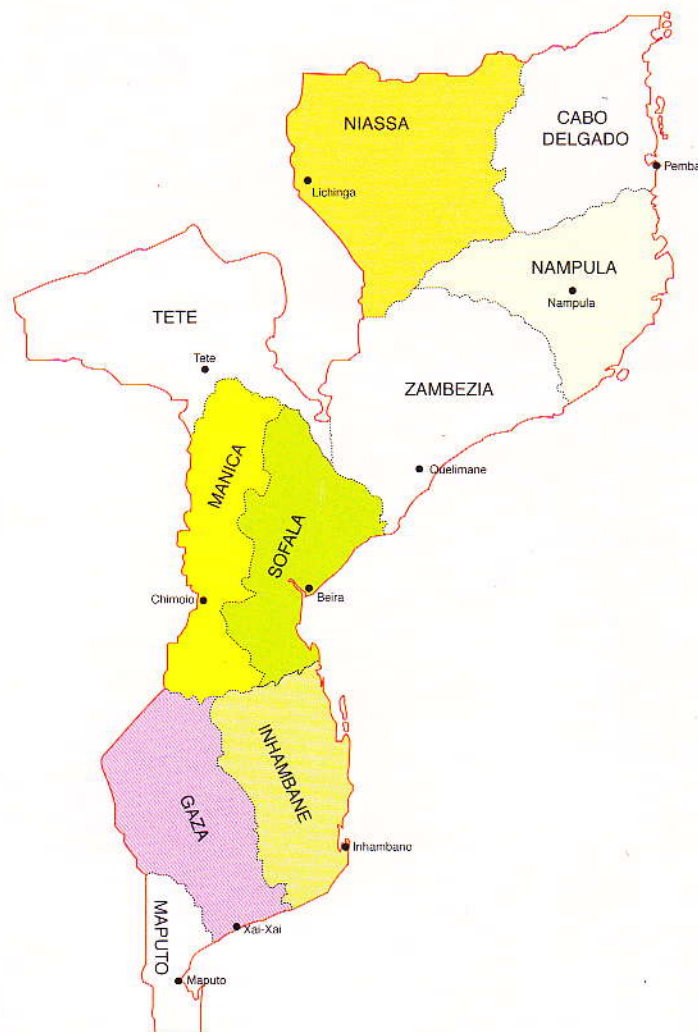 NIASSA
CABO
DELGADO
Pemba
Lichinga
NAMPULA
Nampula
TETE
Tete
ZAMBEZIA
MANICA
Quelimane
SOFALA
Beira
Chimoio
INHAMBANE
GAZA
Inhambano
MAPUTO
Xai-Xai
Maputo